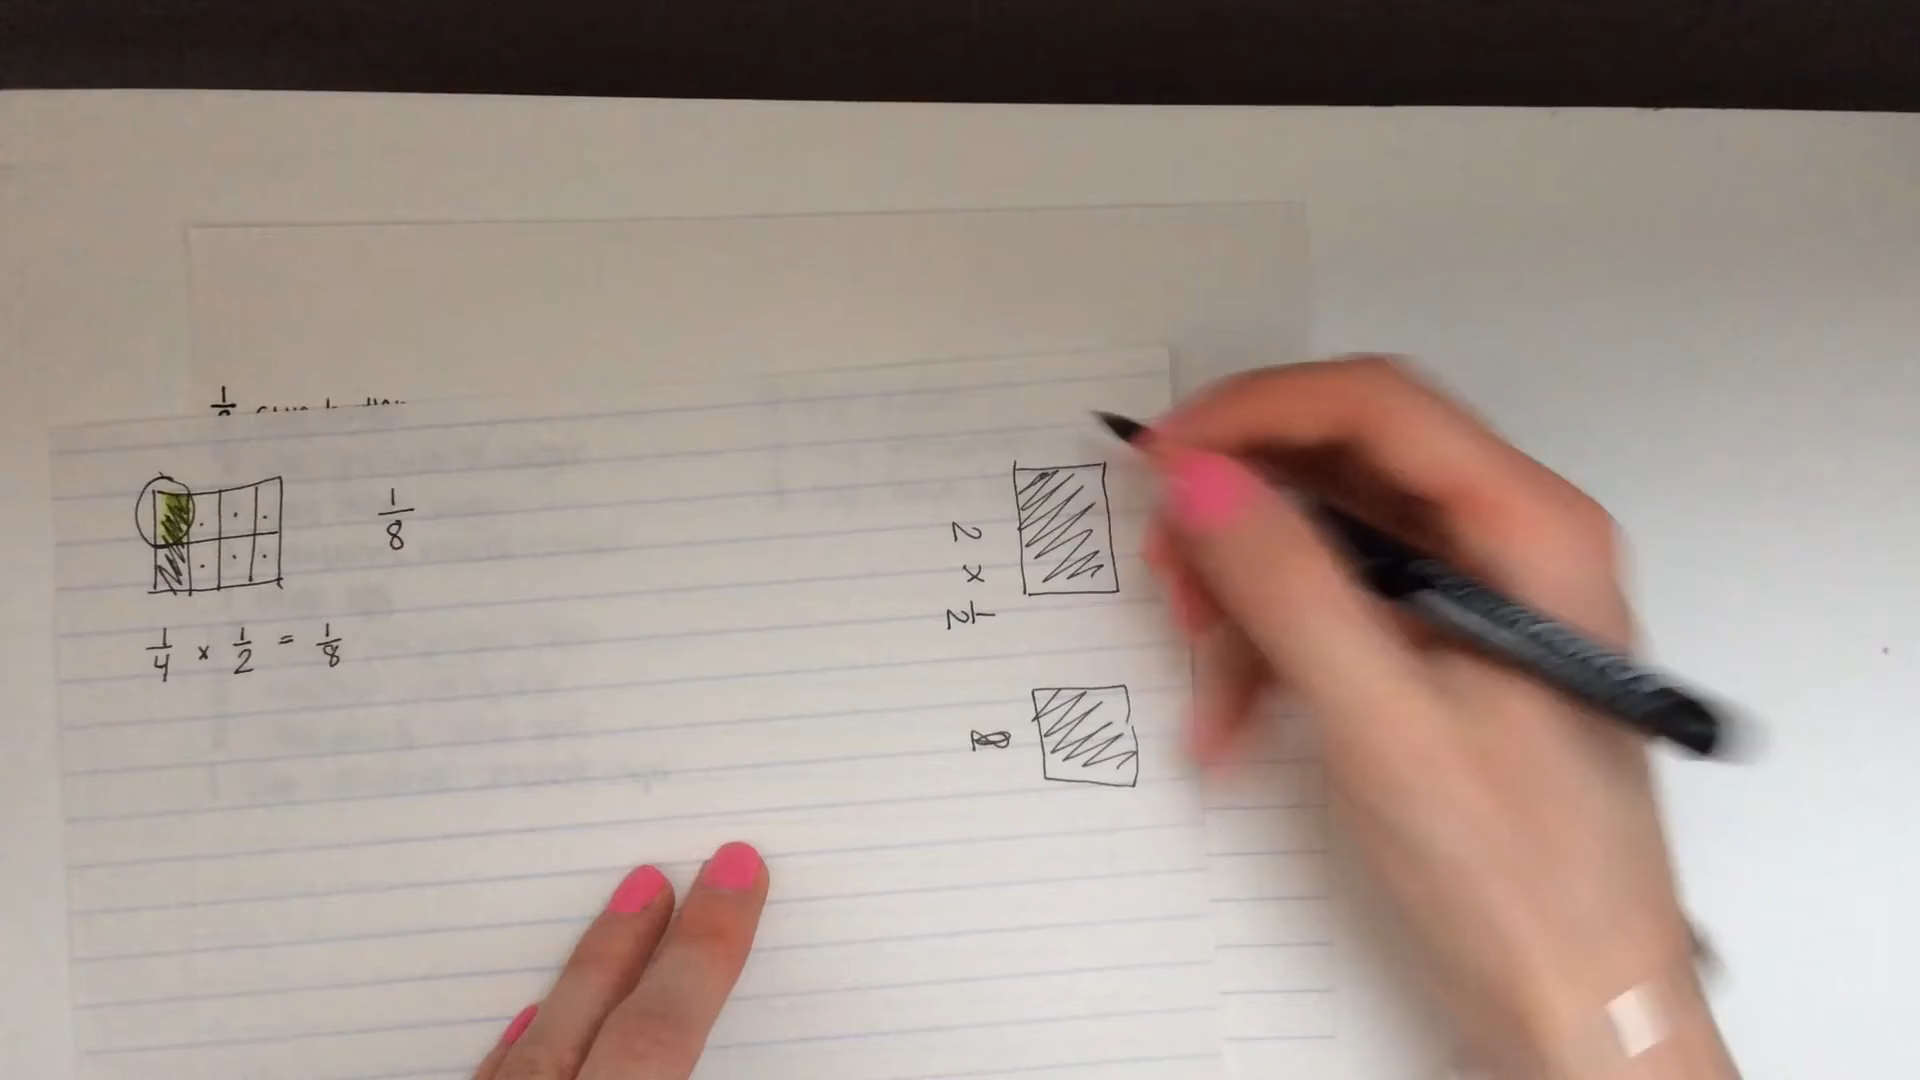 1/8
1/4 x 1/2 = 1/8
2 x 1/2